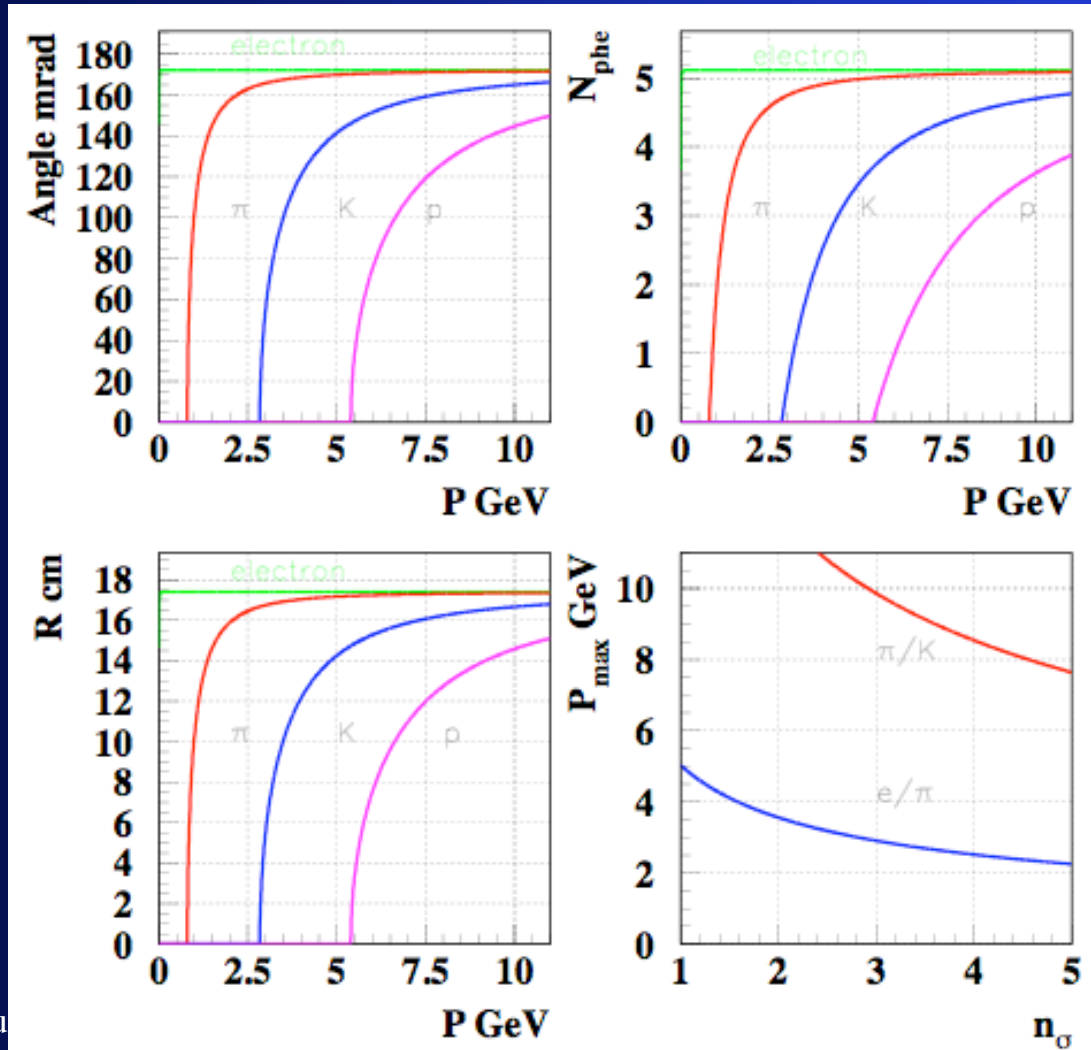 Angle mrad
180
160
140
120
100
80
60
40
20
0
electron
π K p
0 2.5 5 7.5 10
P GeV
N_phe
5
4
3
2
1
0
electron
π K p
0 2.5 5 7.5 10
P GeV
R cm
18
16
14
12
10
8
6
4
2
0
electron
π K p
0 2.5 5 7.5 10
P GeV
P_max GeV
10
8
6
4
2
0
π/K
e/π
1 2 3 4 5
n_σ